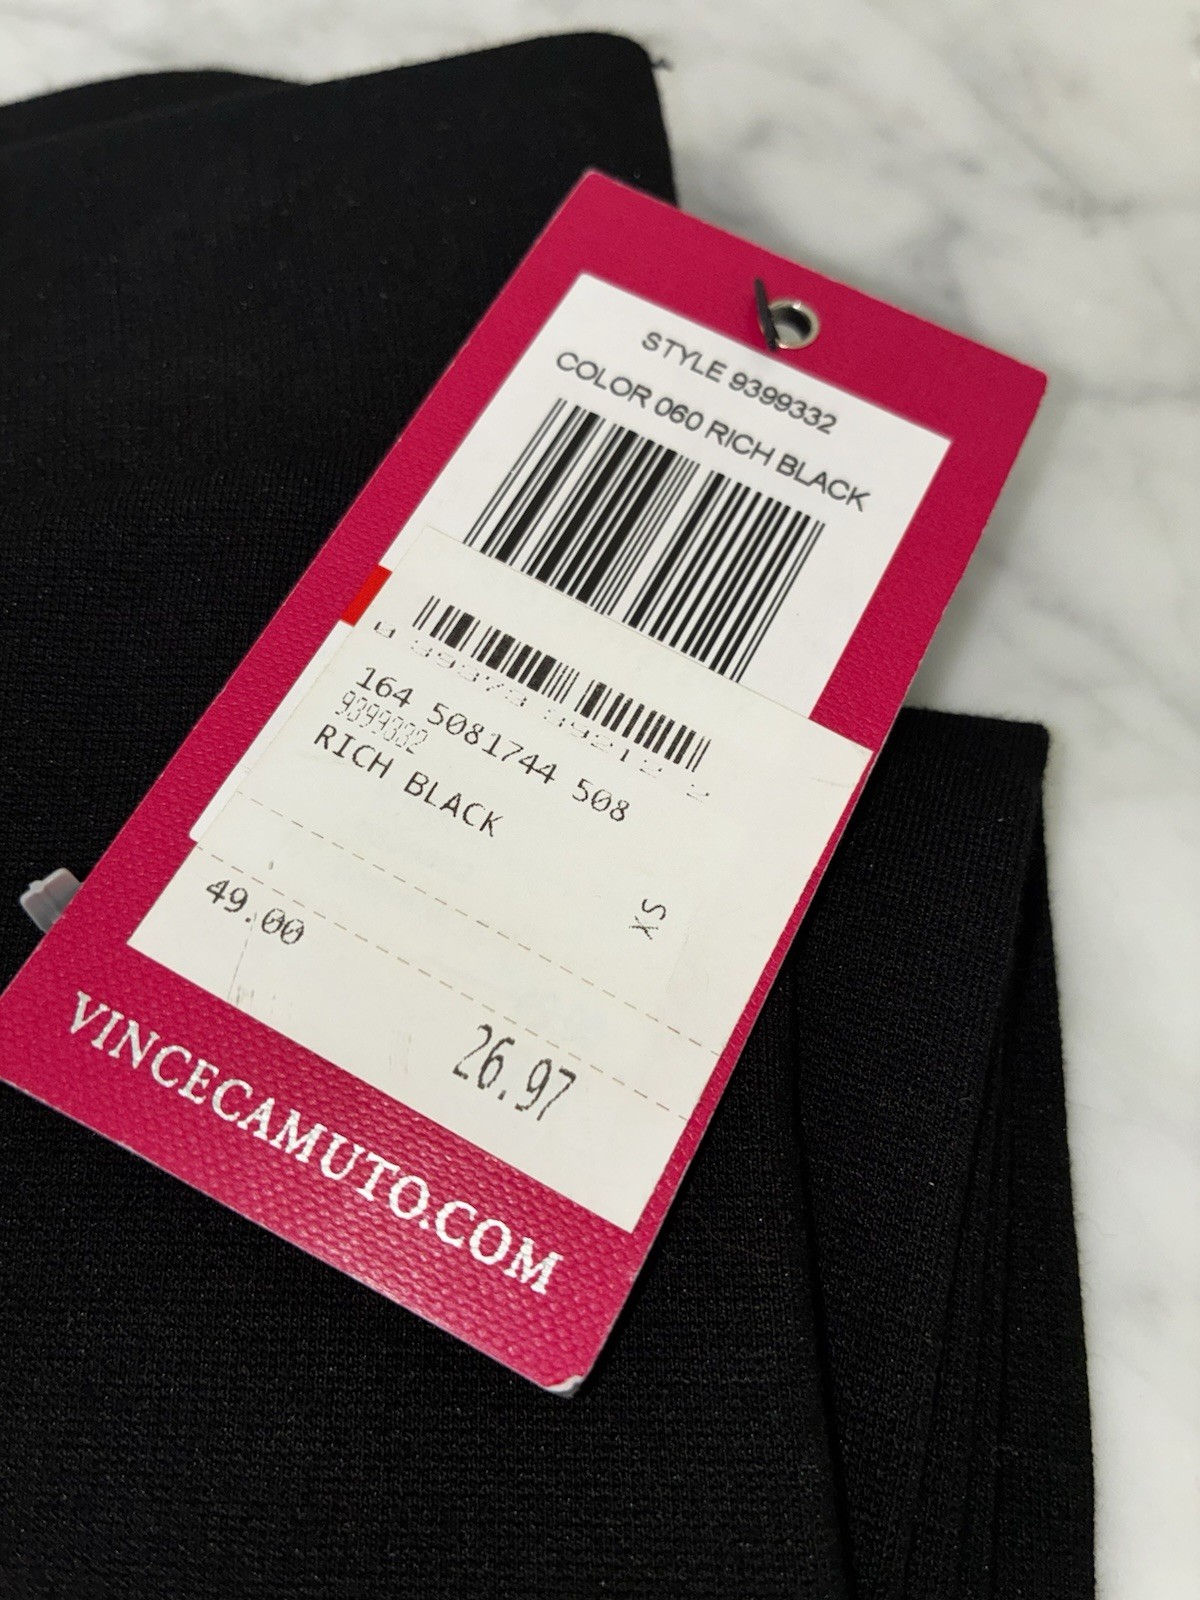 STYLE 9399332
COLOR 060 RICH BLACK
164 5081744 508
9399332
RICH BLACK
XS
49.00
26.97
VINCECAMUTO.COM